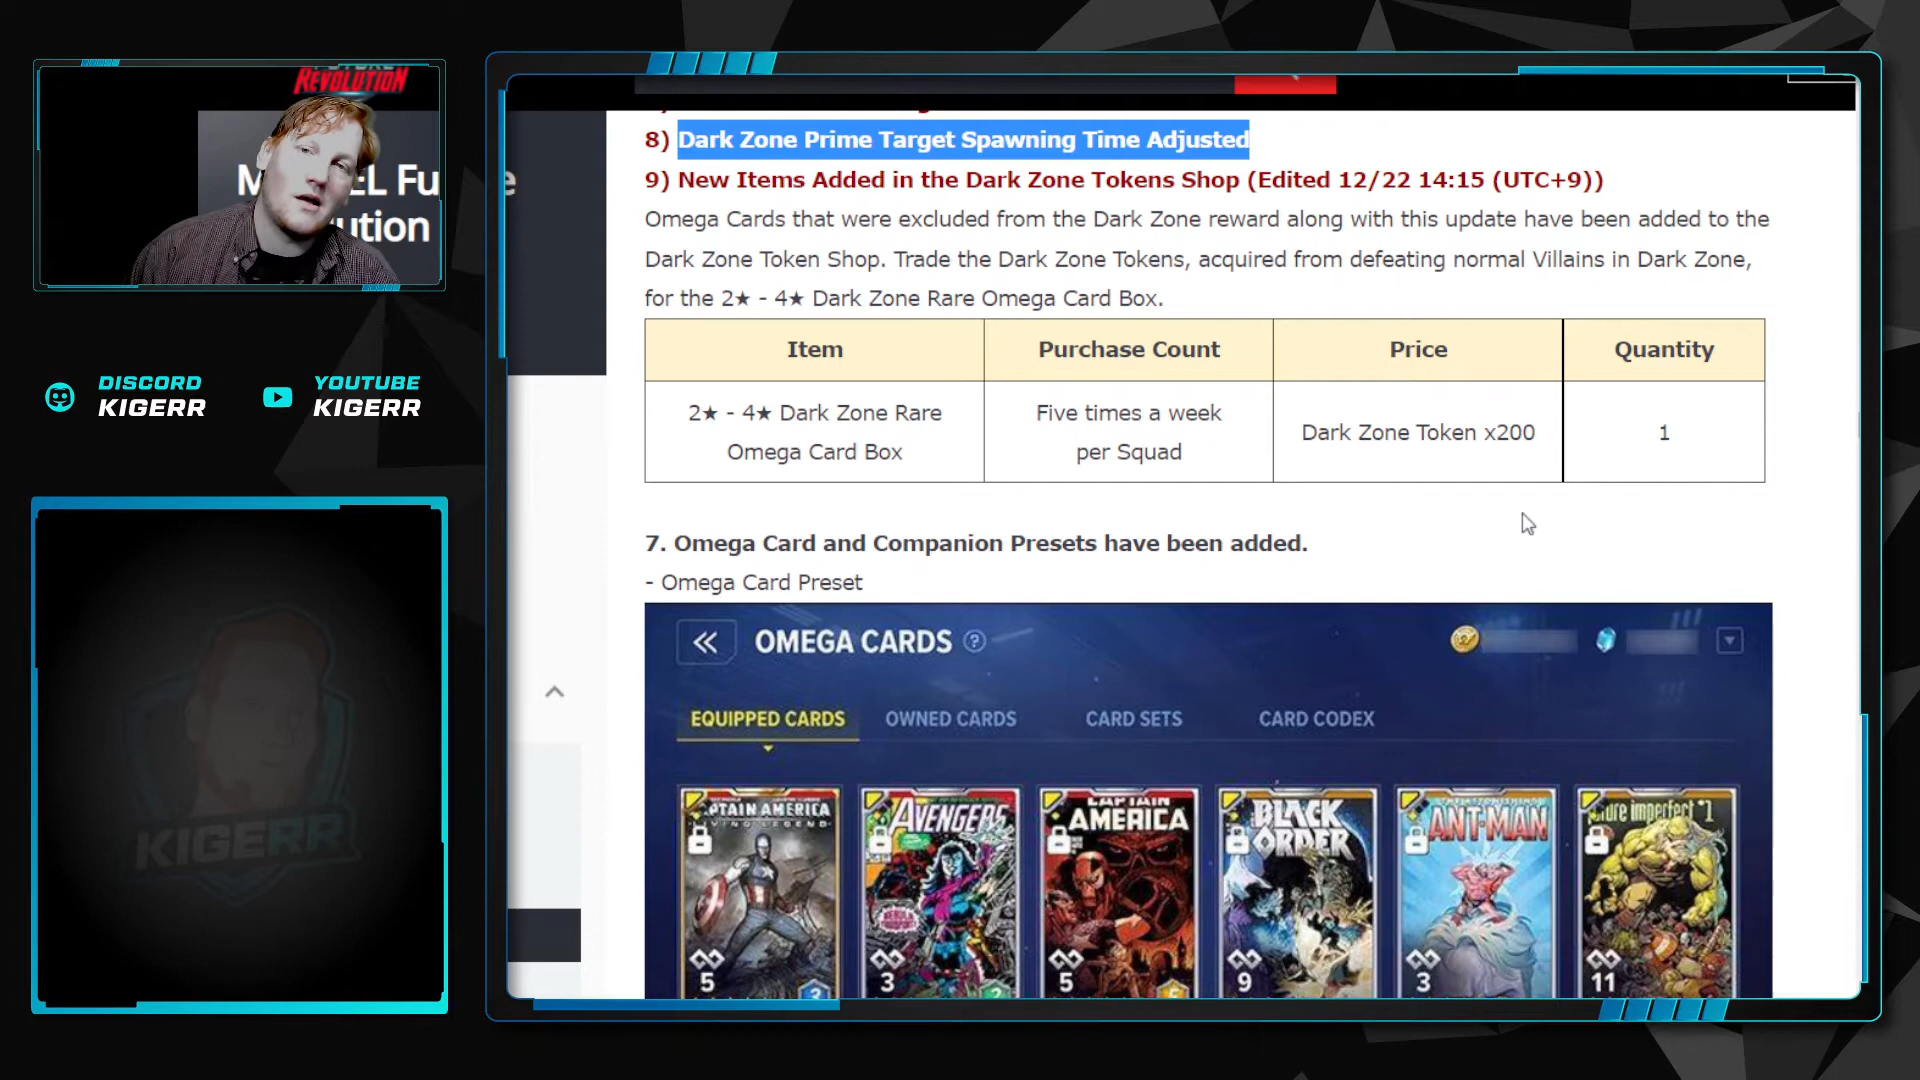 REVOLUTION
DISCORD
KIGERR
YOUTUBE
KIGERR
KIGERR
8) Dark Zone Prime Target Spawning Time Adjusted
9) New Items Added in the Dark Zone Tokens Shop (Edited 12/22 14:15 (UTC+9))
Omega Cards that were excluded from the Dark Zone reward along with this update have been added to the
Dark Zone Token Shop. Trade the Dark Zone Tokens, acquired from defeating normal Villains in Dark Zone,
for the 2★ - 4★ Dark Zone Rare Omega Card Box.
Item Purchase Count Price Quantity
2★ - 4★ Dark Zone Rare
Omega Card Box
Five times a week
per Squad
Dark Zone Token x200
1
7. Omega Card and Companion Presets have been added.
- Omega Card Preset
OMEGA CARDS ?
EQUIPPED CARDS OWNED CARDS CARD SETS CARD CODEX
AVENGERS
AMERICA
BLACK
ORDER
ANT-MAN
5 3 5 9 3 11